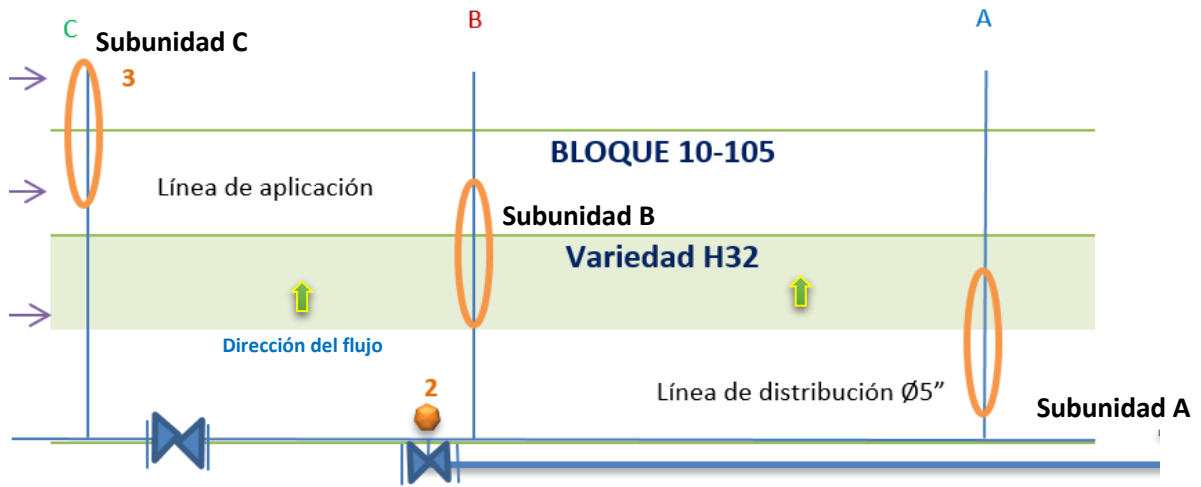 C
B
A
Subunidad C
3
BLOQUE 10-105
Línea de aplicación
Subunidad B
Variedad H32
Dirección del flujo
2
Línea de distribución Ø5”
Subunidad A